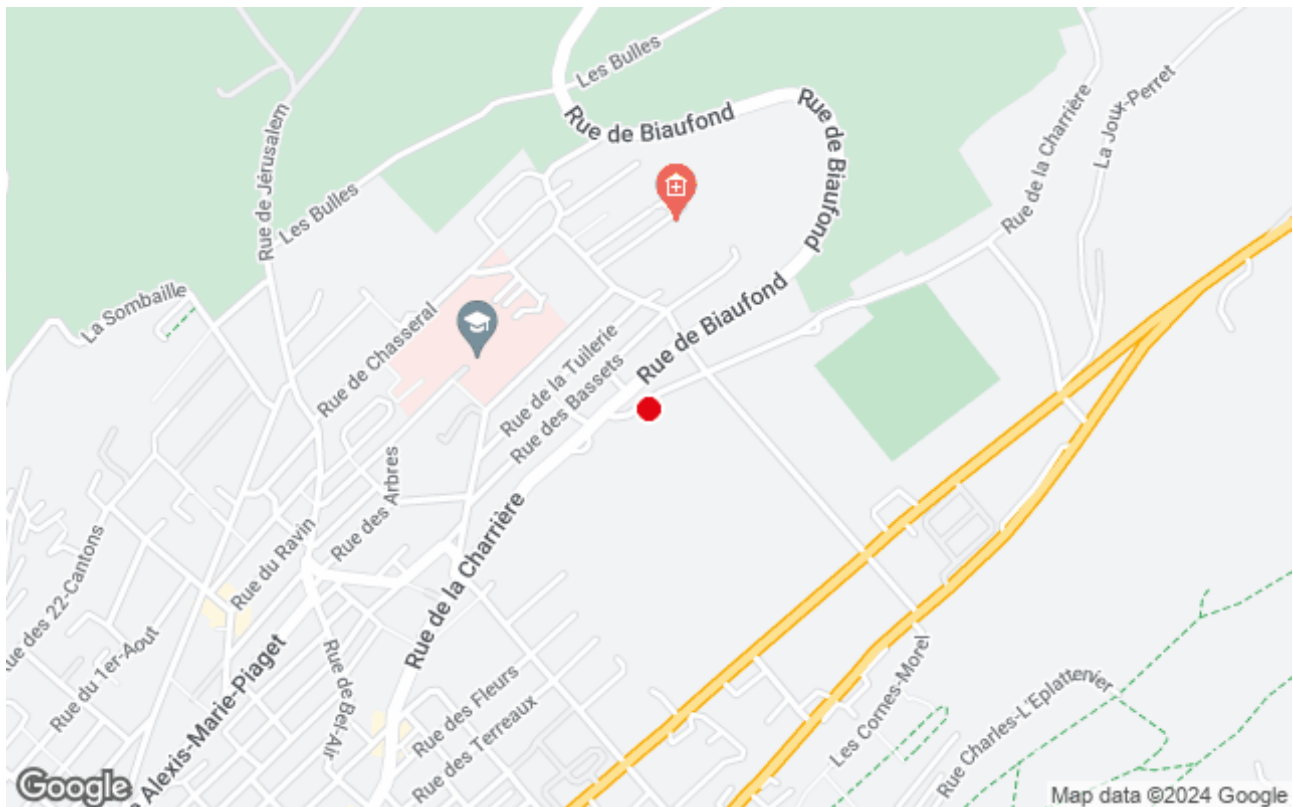 Les Bulles
Rue de Biaufond
Rue de Biaufond
Rue de la Charrière
La Joux-Perret
Rue de Jérusalem
Les Bulles
La Sombaille
Rue de Chasseral
Rue de Biaufond
Rue de la Tuilerie
Rue des Bassets
Rue des Arbres
Rue du Ravin
Rue de la Charrière
Rue des 22-Cantons
Rue du 1er-Aout
Alexis-Marie-Piaget
Rue de Bel-Air
Rue des Fleurs
Rue des Terreaux
Les Cornes-Morel
Rue Charles-L'Eplattenier
Google
Map data ©2024 Google